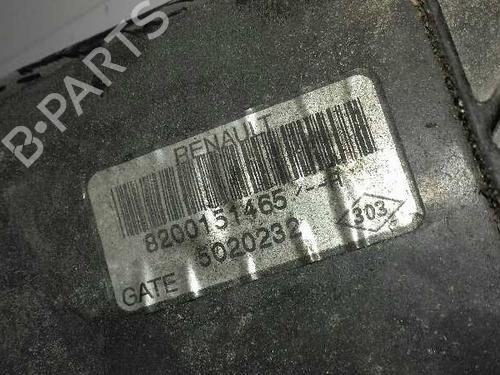 B-PARTS
RENAULT
8200151465/--A
GATE 5020232
303